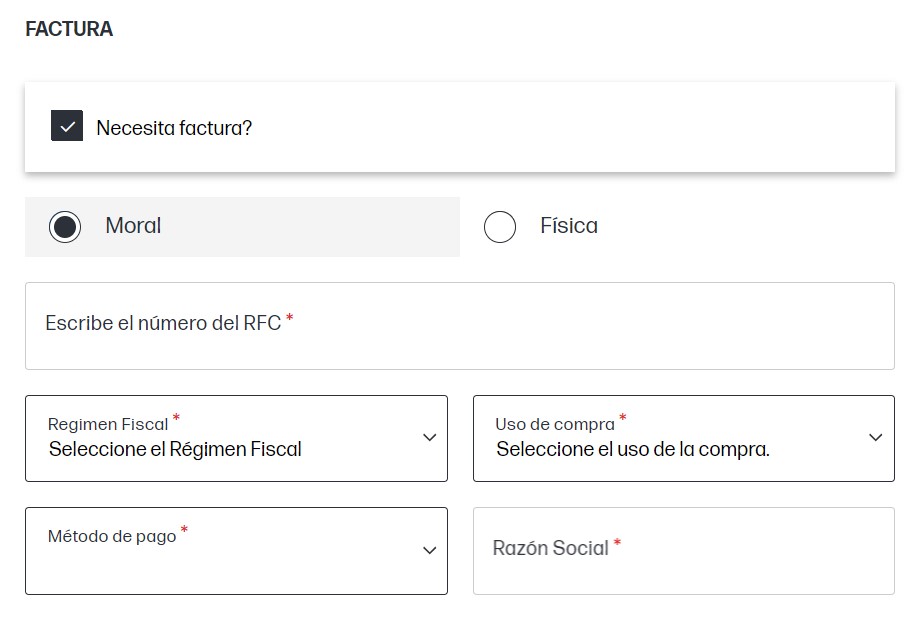 FACTURA
Necesita factura?
Moral
Física
Escribe el número del RFC *
Regimen Fiscal *
Seleccione el Régimen Fiscal
Uso de compra *
Seleccione el uso de la compra.
Método de pago *
Razón Social *